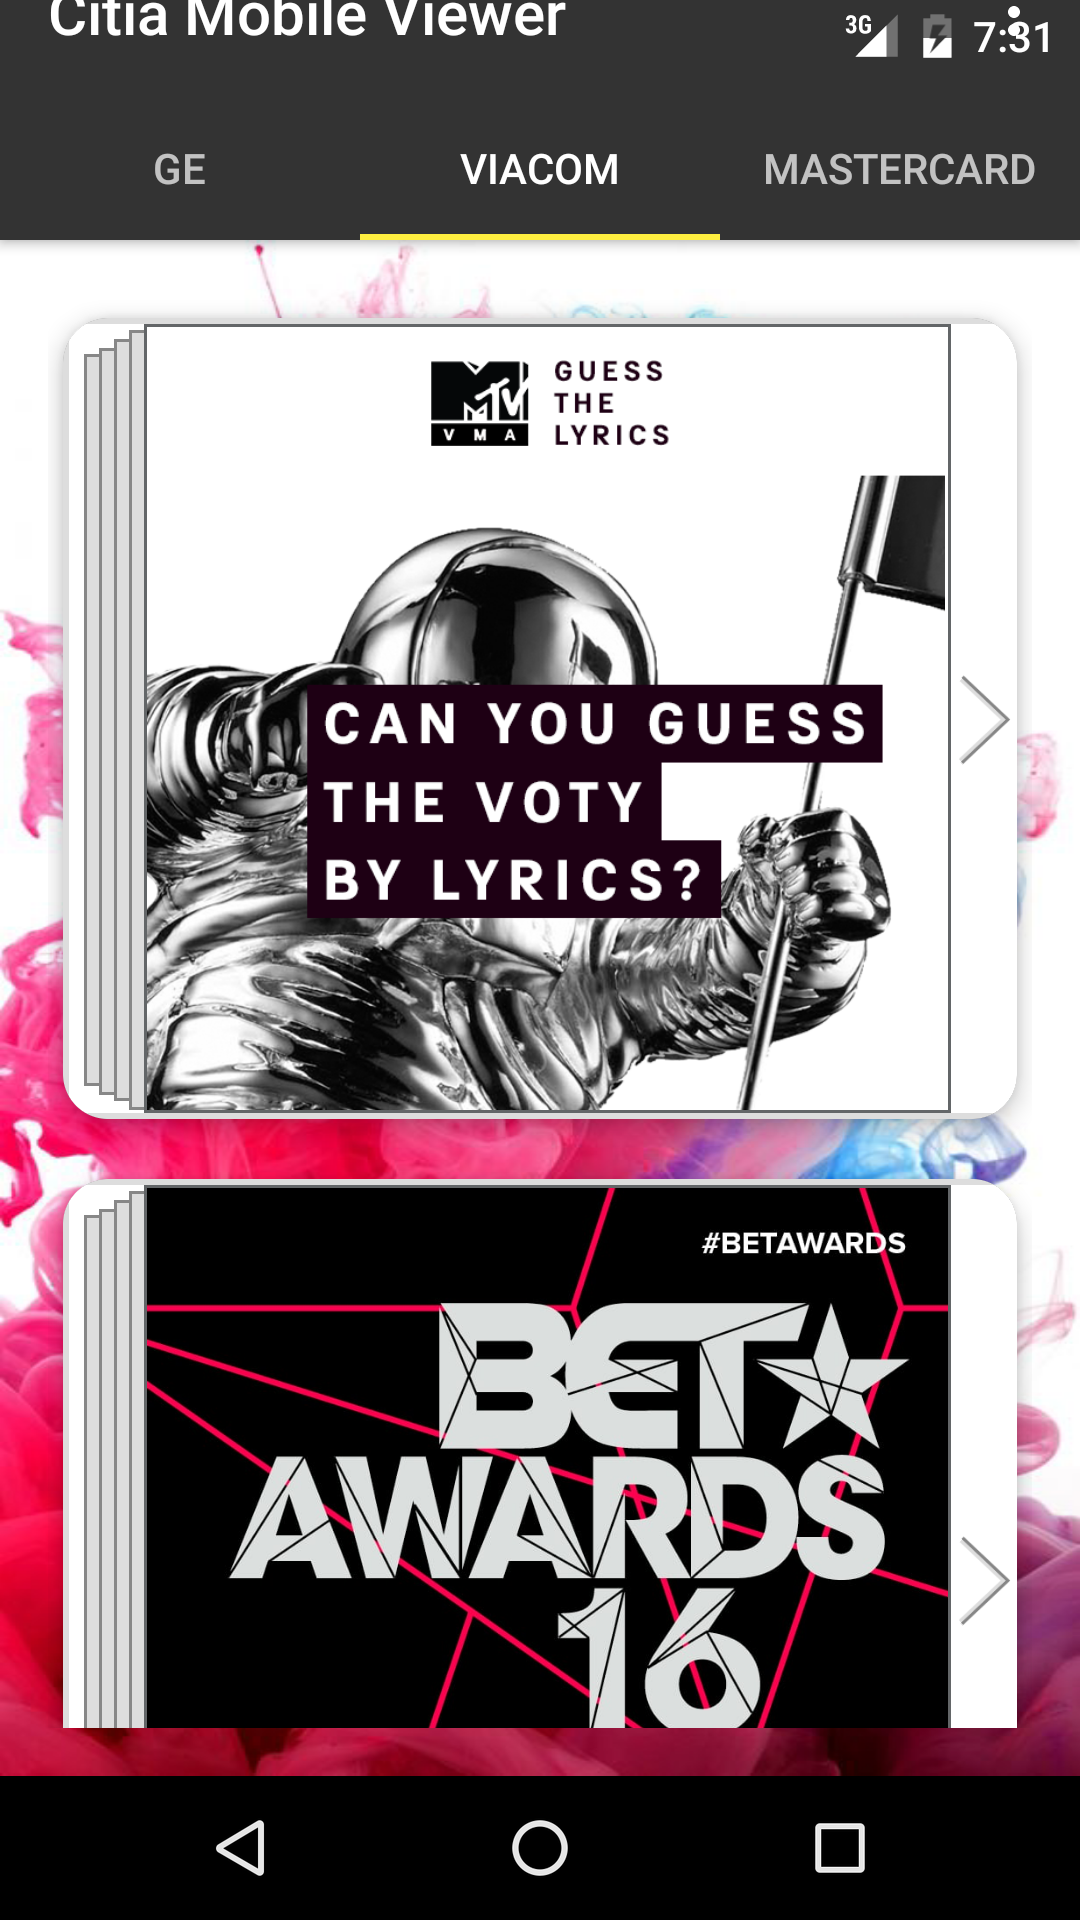 Citia Mobile Viewer
3G 7:31
GE VIACOM MASTERCARD
MTV
VMA
GUESS
THE
LYRICS
CAN YOU GUESS
THE VOTY
BY LYRICS?
#BETAWARDS
BET
AWARDS
16